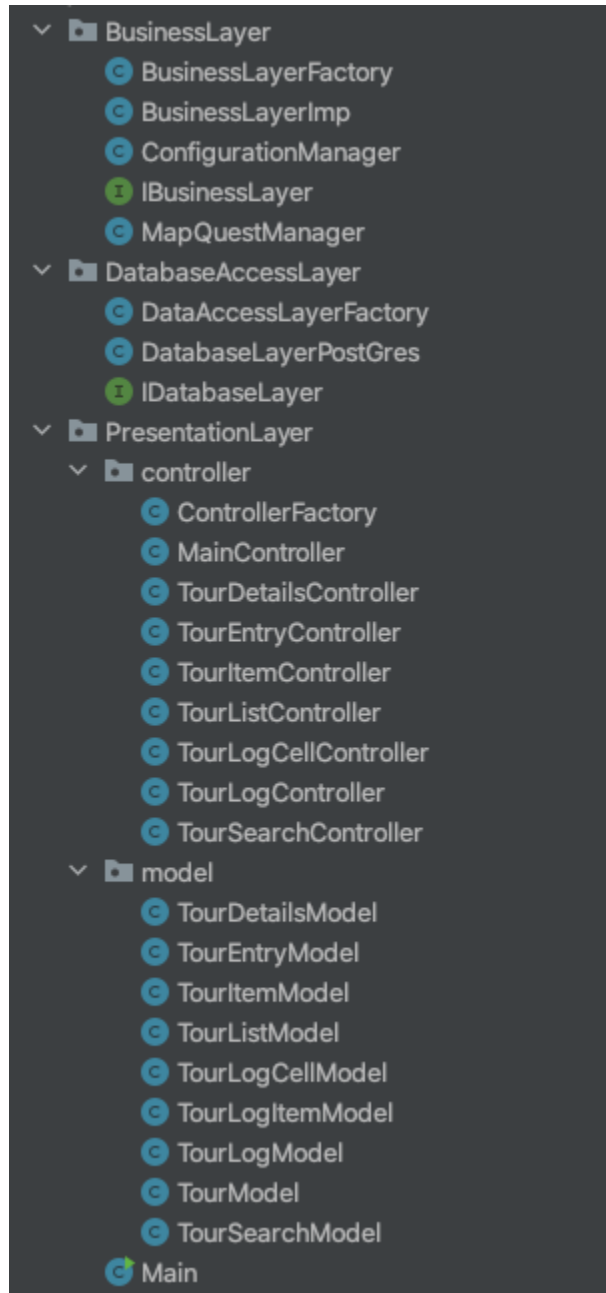 BusinessLayer
BusinessLayerFactory
BusinessLayerImp
ConfigurationManager
IBusinessLayer
MapQuestManager
DatabaseAccessLayer
DataAccessLayerFactory
DatabaseLayerPostGres
IDatabaseLayer
PresentationLayer
controller
ControllerFactory
MainController
TourDetailsController
TourEntryController
TourItemController
TourListController
TourLogCellController
TourLogController
TourSearchController
model
TourDetailsModel
TourEntryModel
TourItemModel
TourListModel
TourLogCellModel
TourLogItemModel
TourLogModel
TourModel
TourSearchModel
Main